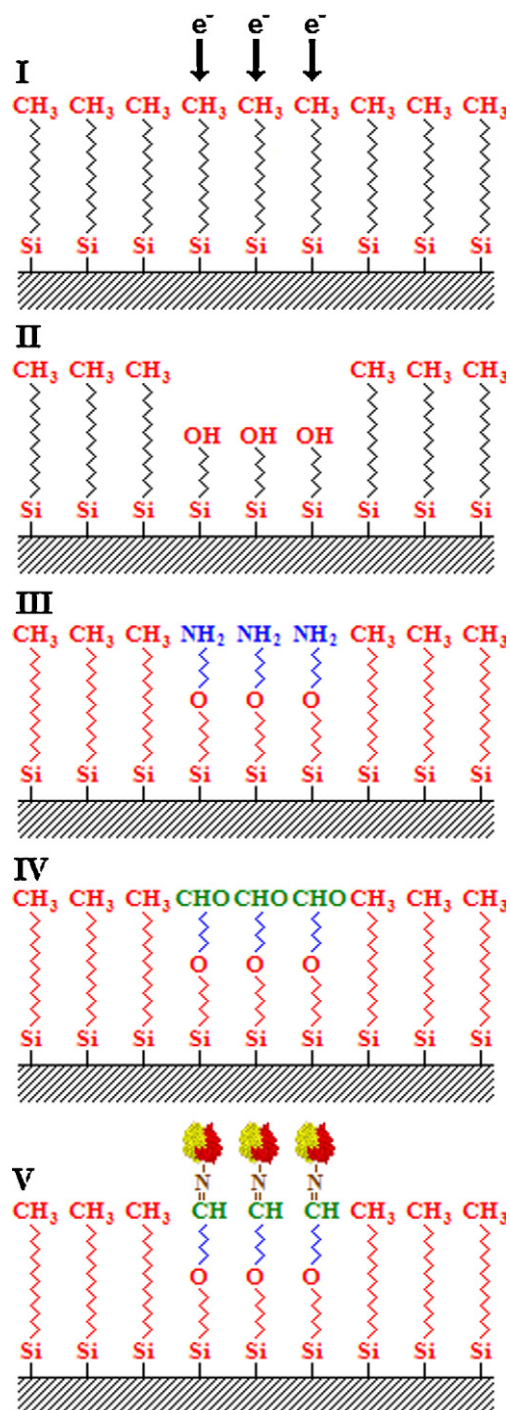 e⁻ e⁻ e⁻
I
CH₃ CH₃ CH₃ CH₃ CH₃ CH₃ CH₃ CH₃ CH₃
Si Si Si Si Si Si Si Si Si
II
CH₃ CH₃ CH₃ CH₃ CH₃ CH₃
OH OH OH
Si Si Si Si Si Si Si Si Si
III
CH₃ CH₃ CH₃ NH₂ NH₂ NH₂ CH₃ CH₃ CH₃
O O O
Si Si Si Si Si Si Si Si Si
IV
CH₃ CH₃ CH₃ CHO CHO CHO CH₃ CH₃ CH₃
O O O
Si Si Si Si Si Si Si Si Si
V
N N N
CH₃ CH₃ CH₃ CH CH CH CH₃ CH₃ CH₃
O O O
Si Si Si Si Si Si Si Si Si